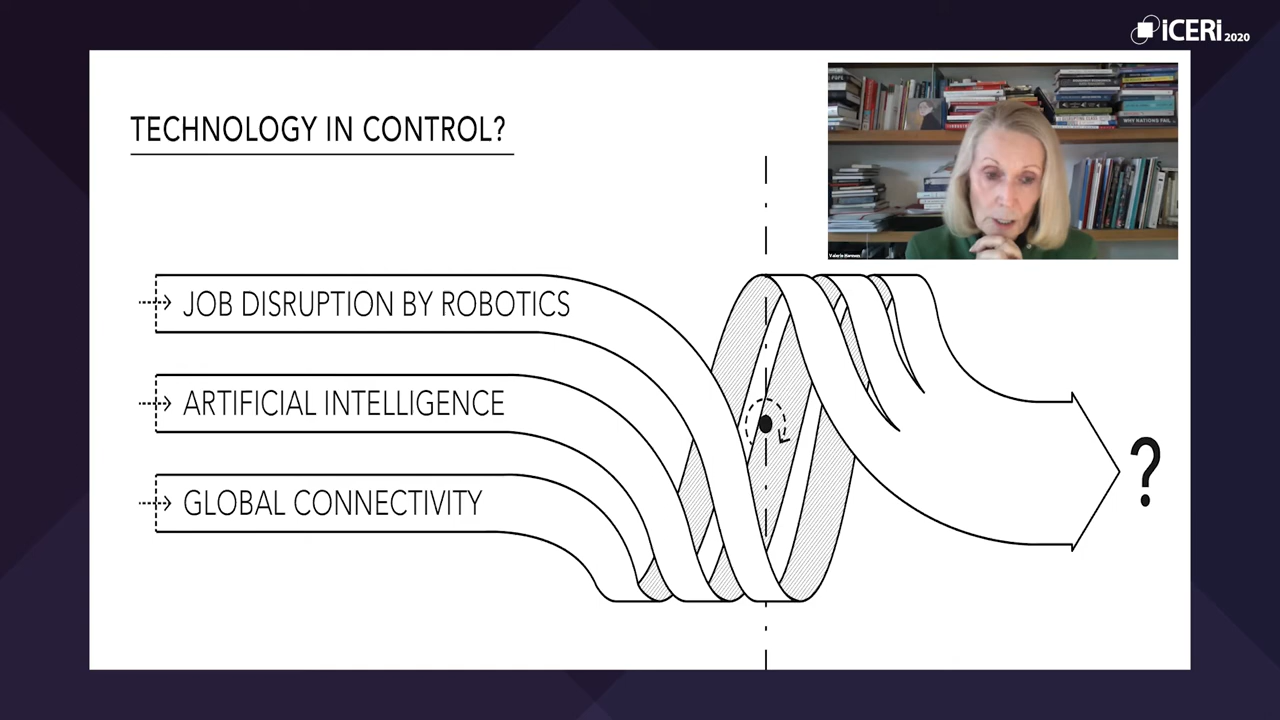 iCERi 2020
TECHNOLOGY IN CONTROL?
WHY NATIONS FAIL
JOB DISRUPTION BY ROBOTICS
ARTIFICIAL INTELLIGENCE
GLOBAL CONNECTIVITY
?